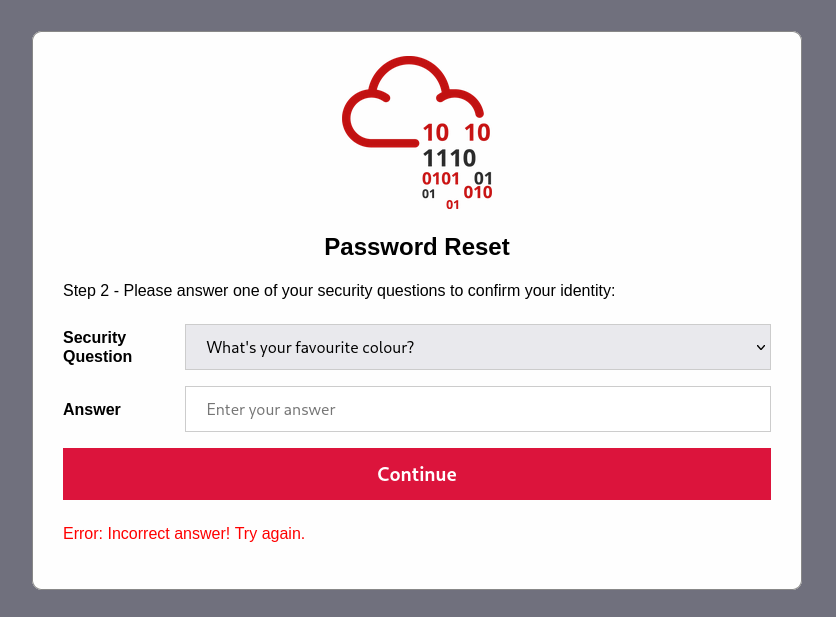 10 10
1110
0101 01
01 010
01
Password Reset
Step 2 - Please answer one of your security questions to confirm your identity:
Security
Question
What's your favourite colour?
Answer
Enter your answer
Continue
Error: Incorrect answer! Try again.